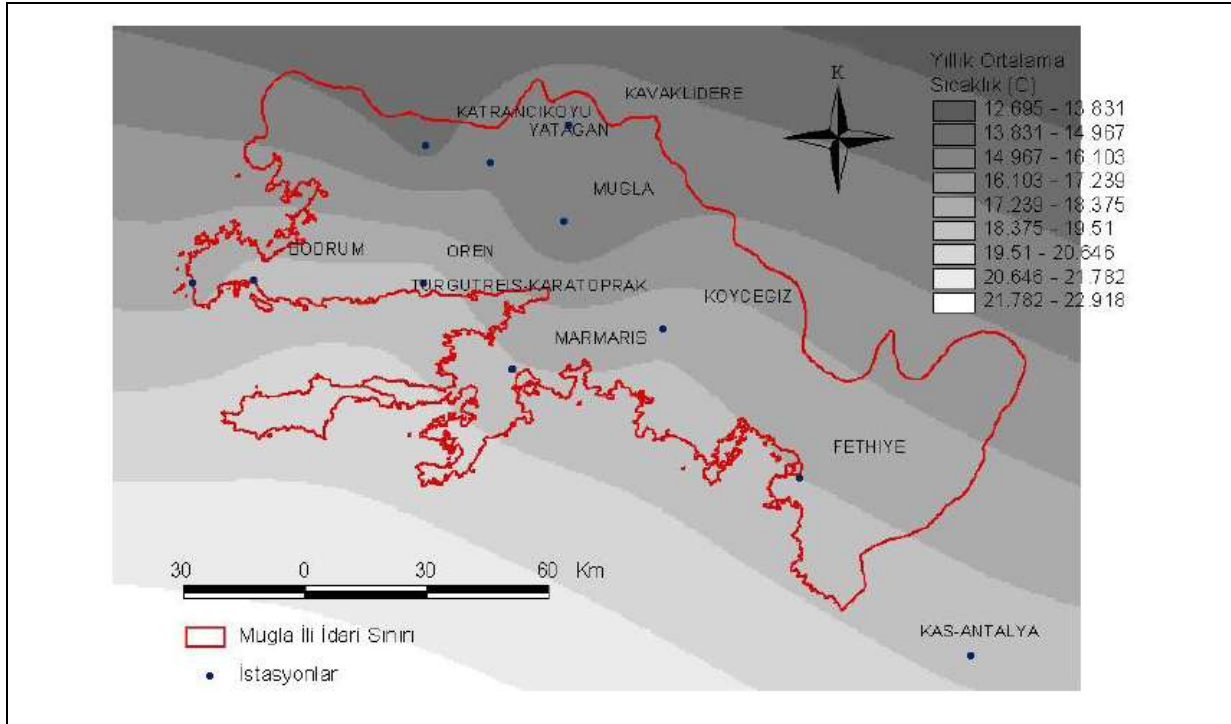 Yıllık Ortalama
Sıcaklık (C)
12.695 - 13.831
13.831 - 14.967
14.967 - 16.103
16.103 - 17.239
17.239 - 18.375
18.375 - 19.51
19.51 - 20.646
20.646 - 21.782
21.782 - 22.918
K
KAVAKLIDERE
KATRANCIKOYU
YATAGAN
MUGLA
BODRUM
OREN
TURGUTREIS-KARATOPRAK
KOYCEGIZ
MARMARIS
FETHIYE
KAS-ANTALYA
30 0 30 60 Km
Mugla İli İdari Sınırı
İstasyonlar